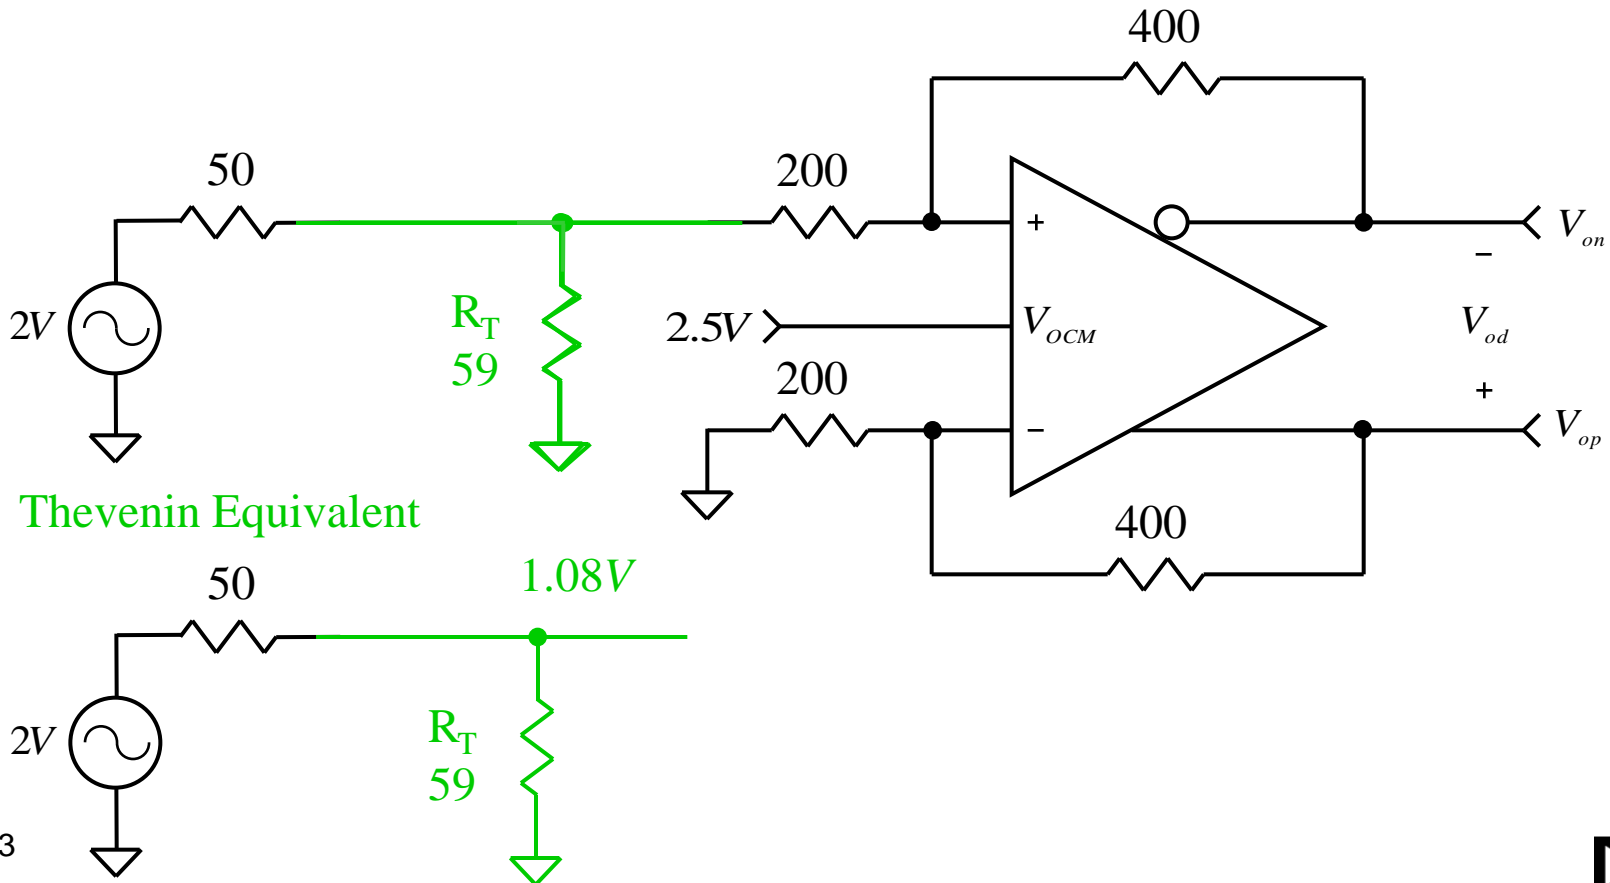 400
50
200
+
V_on
−
R_T
59
2V
2.5V
V_OCM
V_od
200
+
−
V_op
Thevenin Equivalent
400
50
1.08V
R_T
59
2V
3